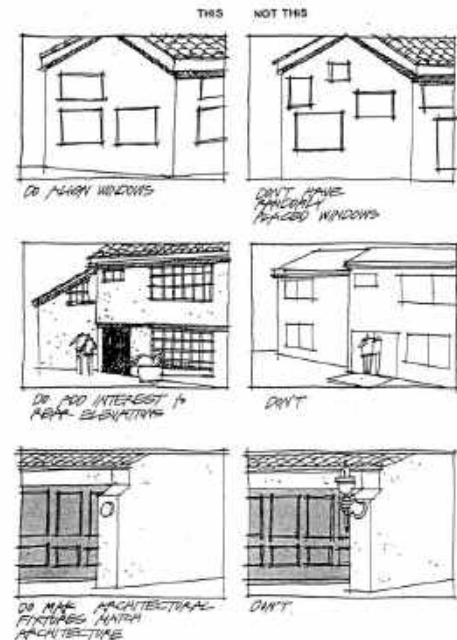 THIS NOT THIS
DO ALIGN WINDOWS
DON'T HAVE
RANDOMLY
PLACED WINDOWS
DO ADD INTEREST to
REAR ELEVATIONS
DON'T
DO MAK ARCHITECTURAL
FIXTURES MATCH
ARCHITECTURE
DON'T